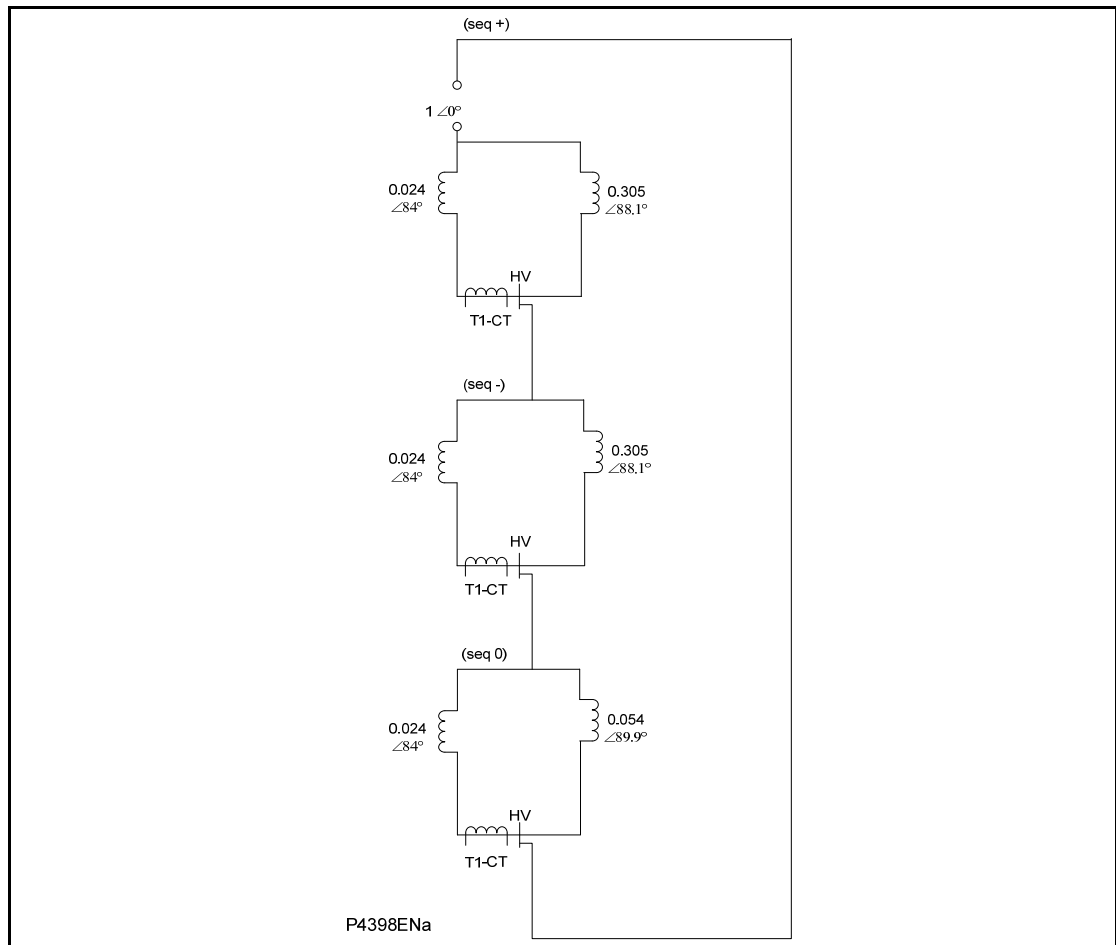 (seq +)
1 ∠0°
0.024
∠84°
0.305
∠88.1°
HV
T1-CT
(seq -)
0.024
∠84°
0.305
∠88.1°
HV
T1-CT
(seq 0)
0.024
∠84°
0.054
∠89.9°
HV
T1-CT
P4398ENa